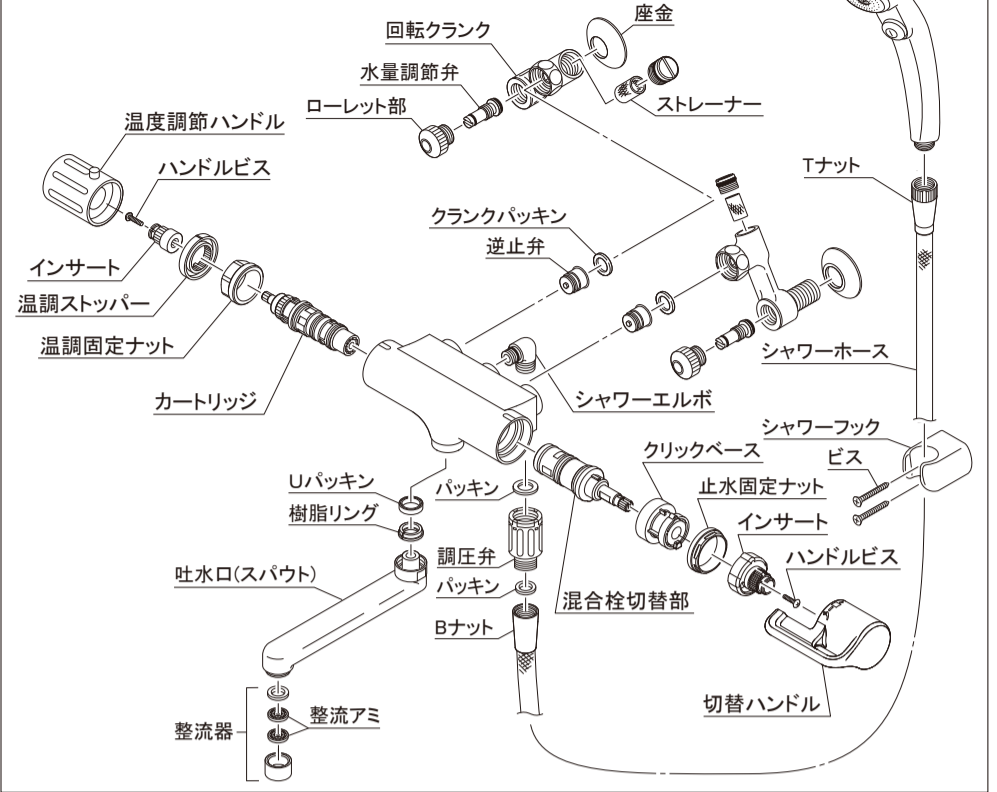 座金
回転クランク
水量調節弁
ストレーナー
ローレット部
温度調節ハンドル
ハンドルビス
Tナット
クランクパッキン
逆止弁
インサート
温調ストッパー
温調固定ナット
シャワーホース
カートリッジ
シャワーエルボ
シャワーフック
クリックベース
ビス
Uパッキン
パッキン
止水固定ナット
樹脂リング
インサート
調圧弁
ハンドルビス
吐水口(スパウト)
パッキン
混合栓切替部
Bナット
切替ハンドル
整流アミ
整流器